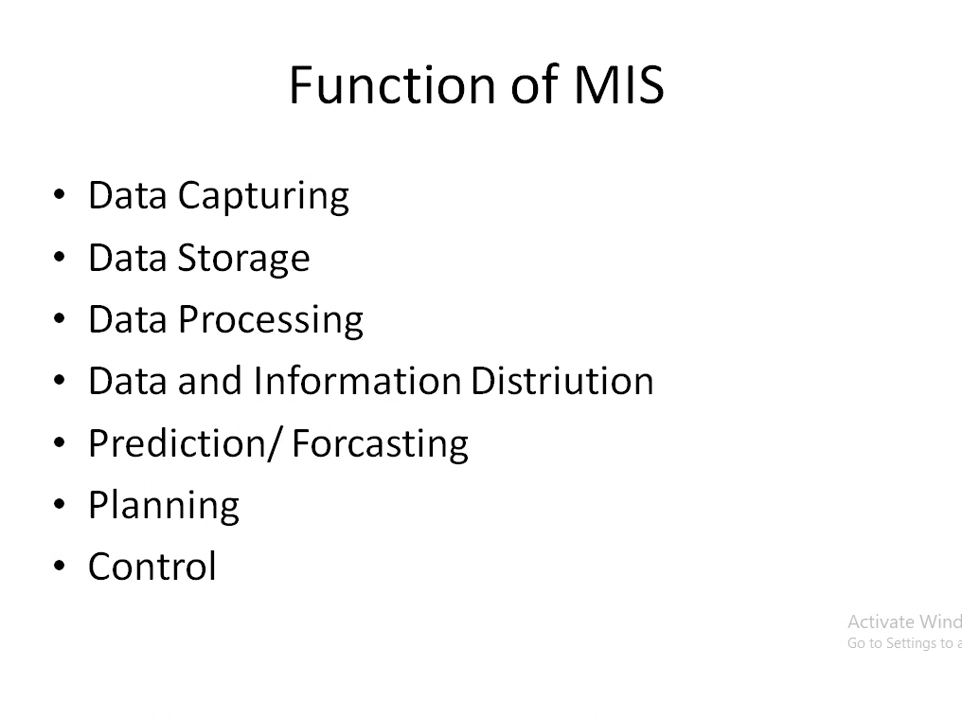 Function of MIS
• Data Capturing
• Data Storage
• Data Processing
• Data and Information Distriution
• Prediction/ Forcasting
• Planning
• Control
Activate Wind
Go to Settings to a